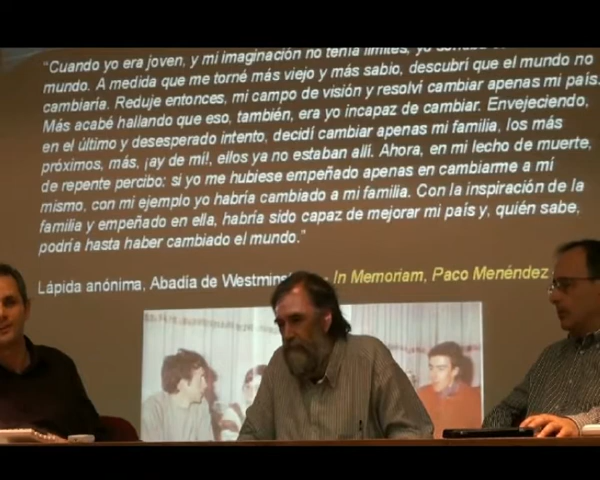 “Cuando yo era joven, y mi imaginación no tenía límites, yo
mundo. A medida que me torné más viejo y más sabio, descubrí que el mundo no
cambiaría. Reduje entonces, mi campo de visión y resolví cambiar apenas mi país.
Más acabé hallando que eso, también, era yo incapaz de cambiar. Envejeciendo,
en el último y desesperado intento, decidí cambiar apenas mi familia, los más
próximos, más, ¡ay de mí!, ellos ya no estaban allí. Ahora, en mi lecho de muerte,
de repente percibo: si yo me hubiese empeñado apenas en cambiarme a mí
mismo, con mi ejemplo yo habría cambiado a mi familia. Con la inspiración de la
familia y empeñado en ella, habría sido capaz de mejorar mi país y, quién sabe,
podría hasta haber cambiado el mundo.”
Lápida anónima, Abadía de In Memoriam, Paco Menéndez